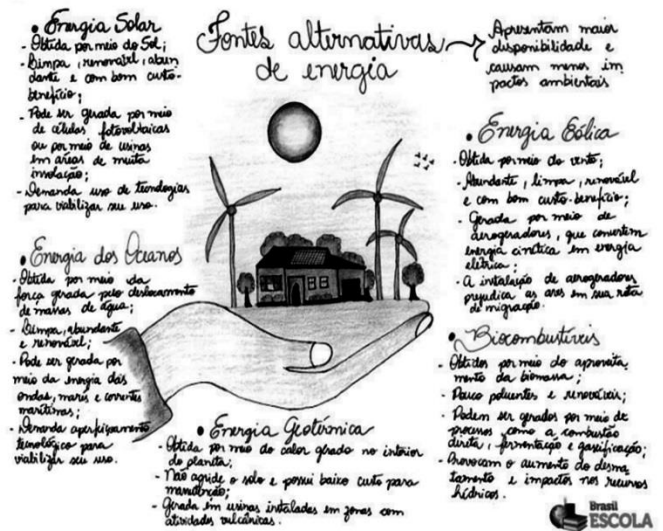 Fontes alternativas
de energia
Apresentam maior
disponibilidade e
causam menos im
pactos ambientais
• Energia Solar
- Obtida por meio do Sol;
- Limpa, renovável, abun
dante e com bom custo-
benefício;
- Pode ser gerada por meio
de células fotovoltaicas
ou por meio de usinas
em áreas de muita
insolação;
- Demanda uso de tecnologias
para viabilizar seu uso.
• Energia Eólica
- Obtida por meio do vento;
- Abundante, limpa, renovável
e com bom custo-benefício;
- Gerada por meio de
aerogeradores, que convertem
energia cinética em energia
elétrica;
- A instalação de aerogeradores
prejudica as aves em sua rota
de migração.
• Energia dos Oceanos
- Obtida por meio da
força gerada pelo deslocamento
de massas de água;
- Limpa, abundante
e renovável;
- Pode ser gerada por
meio da energia das
ondas, marés e correntes
marítimas;
- Demanda aperfeiçoamento
tecnológico para
viabilizar seu uso.
• Biocombustíveis
- Obtidos por meio do aproveita
mento da biomassa;
- Pouco poluentes e renováveis;
- Podem ser gerados por meio de
processos como a combustão
direta, fermentação e gaseificação;
- Provocam o aumento do desma
tamento e impactos nos recursos
hídricos.
• Energia Geotérmica
- Obtida por meio do calor gerado no interior
do planeta;
- Não agride o solo e possui baixo custo para
manutenção;
- Gerada em usinas instaladas em zonas com
atividades vulcânicas.
Brasil
ESCOLA